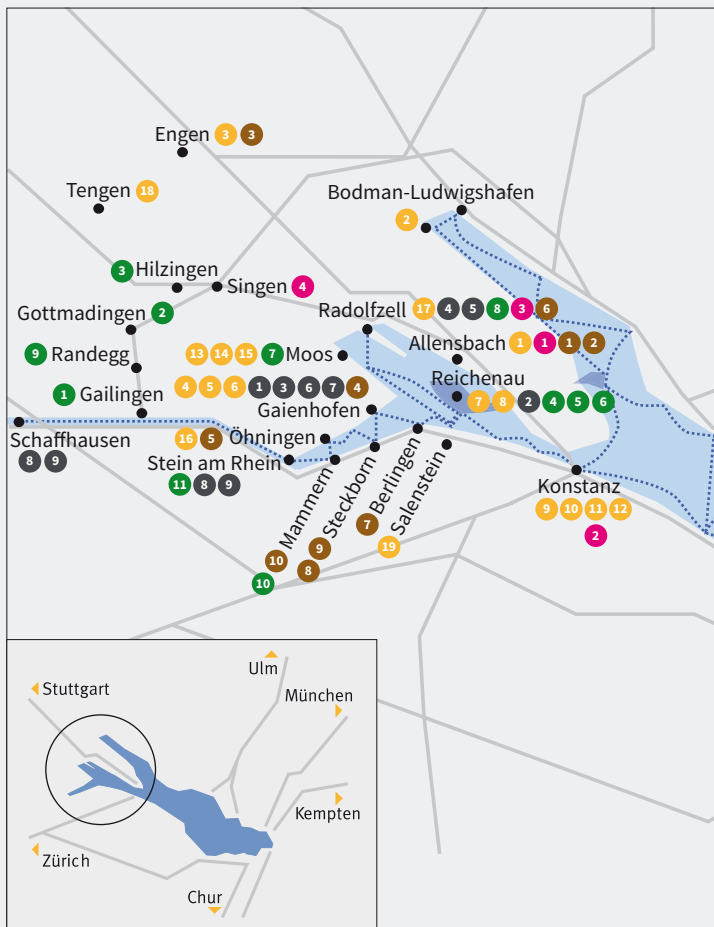 Engen 3 3
Tengen 18
Bodman-Ludwigshafen
2
3 Hilzingen
Singen 4
Gottmadingen 2
Radolfzell 17 4 5 8 3 6
9 Randegg
13 14 15 7 Moos
Allensbach 1 1 1 2
1 Gailingen
4 5 6 1 3 6 7 4
Reichenau
7 8 2 4 5 6
Gaienhofen
Schaffhausen
8 9
16 5 Öhningen
Stein am Rhein
11 8 9
Mammern
10
Steckborn
9
8
Berlingen
7
Salenstein
19
10
Konstanz
9 10 11 12
2
Ulm
Stuttgart
München
Kempten
Zürich
Chur